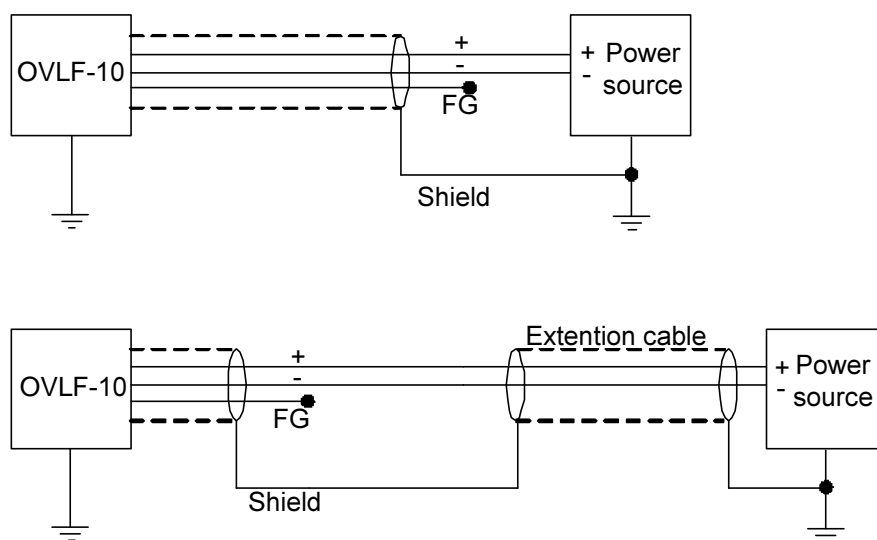 OVLF-10
+
-
FG
+ Power
- source
Shield
Extention cable
OVLF-10
+
-
FG
+ Power
- source
Shield